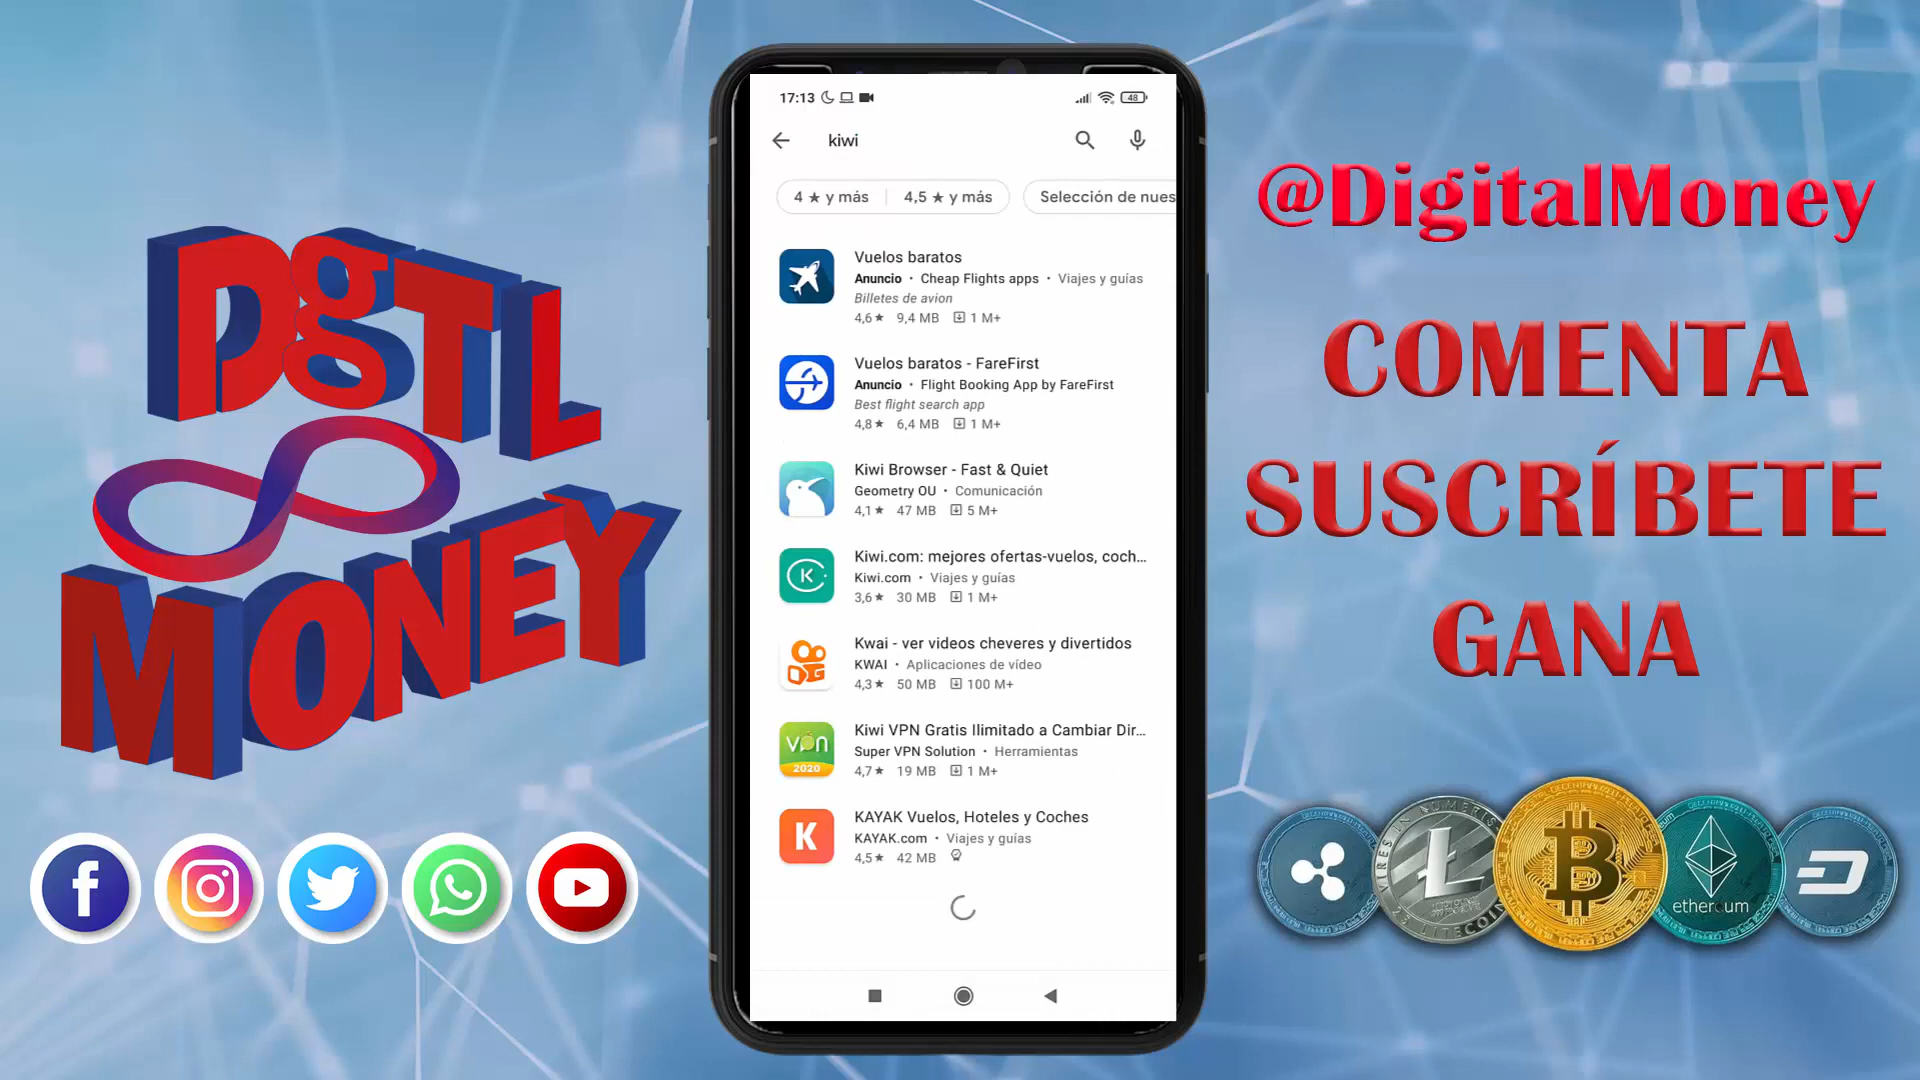 DgTL
MONEY
17:13
48
kiwi
4 ★ y más
4,5 ★ y más
Selección de nues
Vuelos baratos
Anuncio • Cheap Flights apps • Viajes y guías
Billetes de avion
4,6★ 9,4 MB 1 M+
Vuelos baratos - FareFirst
Anuncio • Flight Booking App by FareFirst
Best flight search app
4,8★ 6,4 MB 1 M+
Kiwi Browser - Fast & Quiet
Geometry OU • Comunicación
4,1★ 47 MB 5 M+
Kiwi.com: mejores ofertas-vuelos, coch...
Kiwi.com • Viajes y guías
3,6★ 30 MB 1 M+
Kwai - ver videos cheveres y divertidos
KWAI • Aplicaciones de vídeo
4,3★ 50 MB 100 M+
VPN
2020
Kiwi VPN Gratis Ilimitado a Cambiar Dir...
Super VPN Solution • Herramientas
4,7★ 19 MB 1 M+
K
KAYAK Vuelos, Hoteles y Coches
KAYAK.com • Viajes y guías
4,5★ 42 MB
@DigitalMoney
COMENTA
SUSCRÍBETE
GANA
ethereum